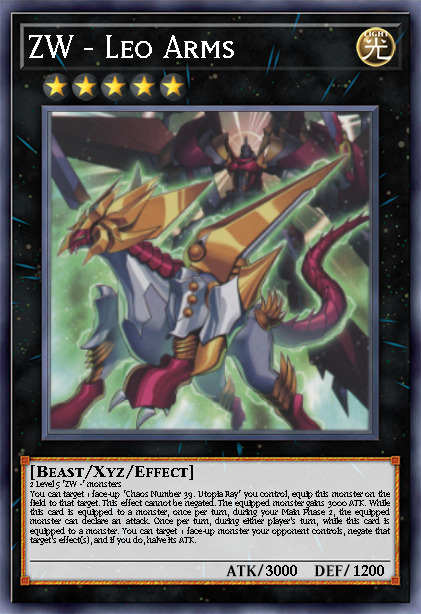 ZW - Leo Arms
LIGHT
光
[Beast/Xyz/Effect]
2 Level 5 "ZW -" monsters
You can target 1 face-up "Chaos Number 39: Utopia Ray" you control; equip this monster on the
field to that target. This effect cannot be negated. The equipped monster gains 3000 ATK. While
this card is equipped to a monster, once per turn, during your Main Phase 2, the equipped
monster can declare an attack. Once per turn, during either player's turn, while this card is
equipped to a monster: You can target 1 face-up monster your opponent controls; negate that
target's effect(s), and if you do, halve its ATK.
ATK/3000 DEF/1200